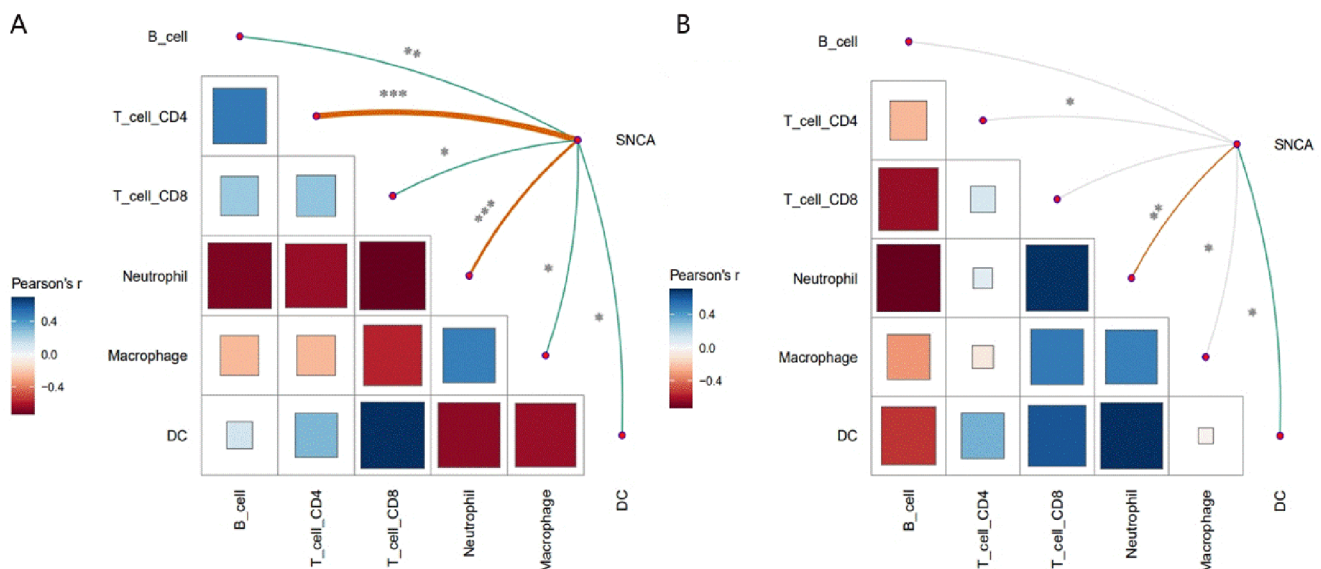 A
B_cell
**
T_cell_CD4
***
SNCA
T_cell_CD8
*
***
Neutrophil
Pearson's r
0.4
0.0
−0.4
*
*
Macrophage
DC
B_cell
T_cell_CD4
T_cell_CD8
Neutrophil
Macrophage
DC
B
B_cell
T_cell_CD4
*
SNCA
T_cell_CD8
**
Neutrophil
*
Pearson's r
0.4
0.0
−0.4
*
Macrophage
DC
B_cell
T_cell_CD4
T_cell_CD8
Neutrophil
Macrophage
DC